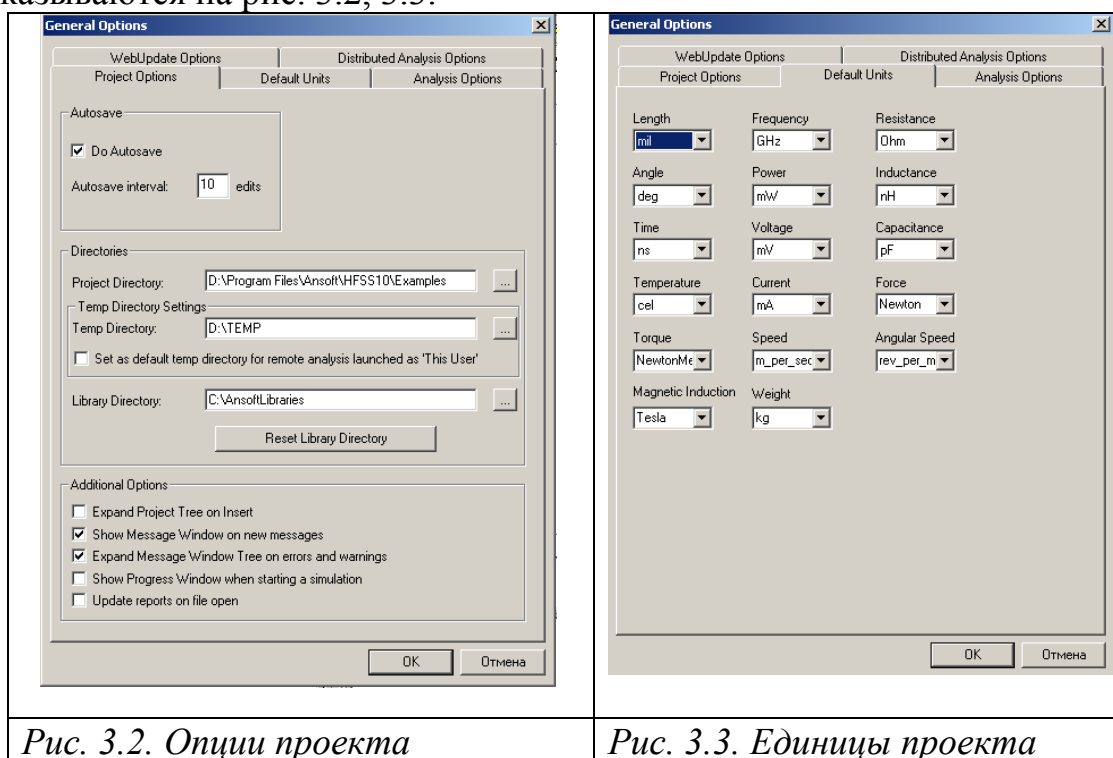 казываются на рис. 3.2, 3.3.
General Options
WebUpdate Options
Distributed Analysis Options
Project Options
Default Units
Analysis Options
Autosave
Do Autosave
Autosave interval: 10 edits
Directories
Project Directory: D:\Program Files\Ansoft\HFSS10\Examples ...
Temp Directory Settings
Temp Directory: D:\TEMP ...
Set as default temp directory for remote analysis launched as 'This User'
Library Directory: C:\AnsoftLibraries ...
Reset Library Directory
Additional Options
Expand Project Tree on Insert
Show Message Window on new messages
Expand Message Window Tree on errors and warnings
Show Progress Window when starting a simulation
Update reports on file open
OK
Отмена
Рис. 3.2. Опции проекта
General Options
WebUpdate Options
Distributed Analysis Options
Project Options
Default Units
Analysis Options
Length Frequency Resistance
mil GHz Ohm
Angle Power Inductance
deg mW nH
Time Voltage Capacitance
ns mV pF
Temperature Current Force
cel mA Newton
Torque Speed Angular Speed
NewtonMe m_per_sec rev_per_m
Magnetic Induction Weight
Tesla kg
OK
Отмена
Рис. 3.3. Единицы проекта